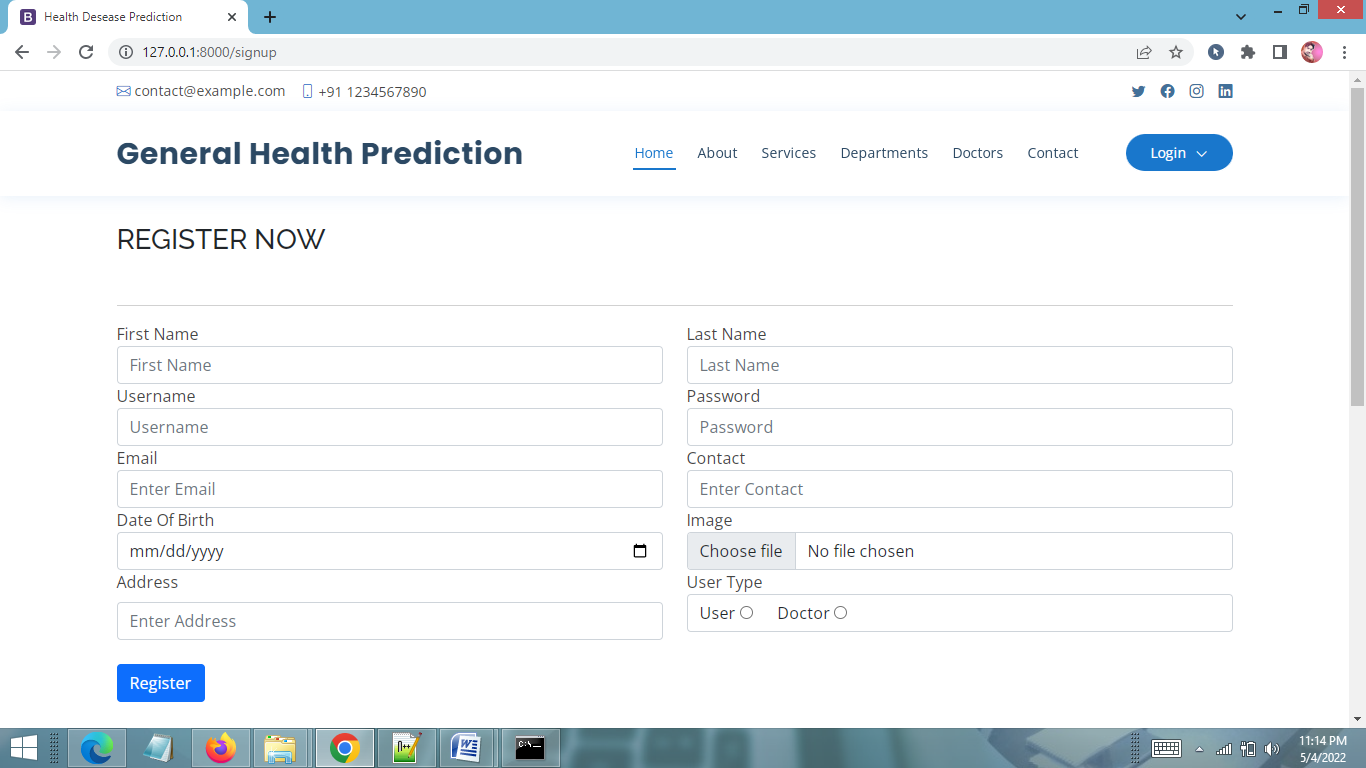 Health Desease Prediction
127.0.0.1:8000/signup
contact@example.com +91 1234567890
General Health Prediction Home About Services Departments Doctors Contact Login
REGISTER NOW
First Name Last Name
First Name Last Name
Username Password
Username Password
Email Contact
Enter Email Enter Contact
Date Of Birth Image
mm/dd/yyyy Choose file No file chosen
Address User Type
Enter Address User Doctor
Register
11:14 PM
5/4/2022